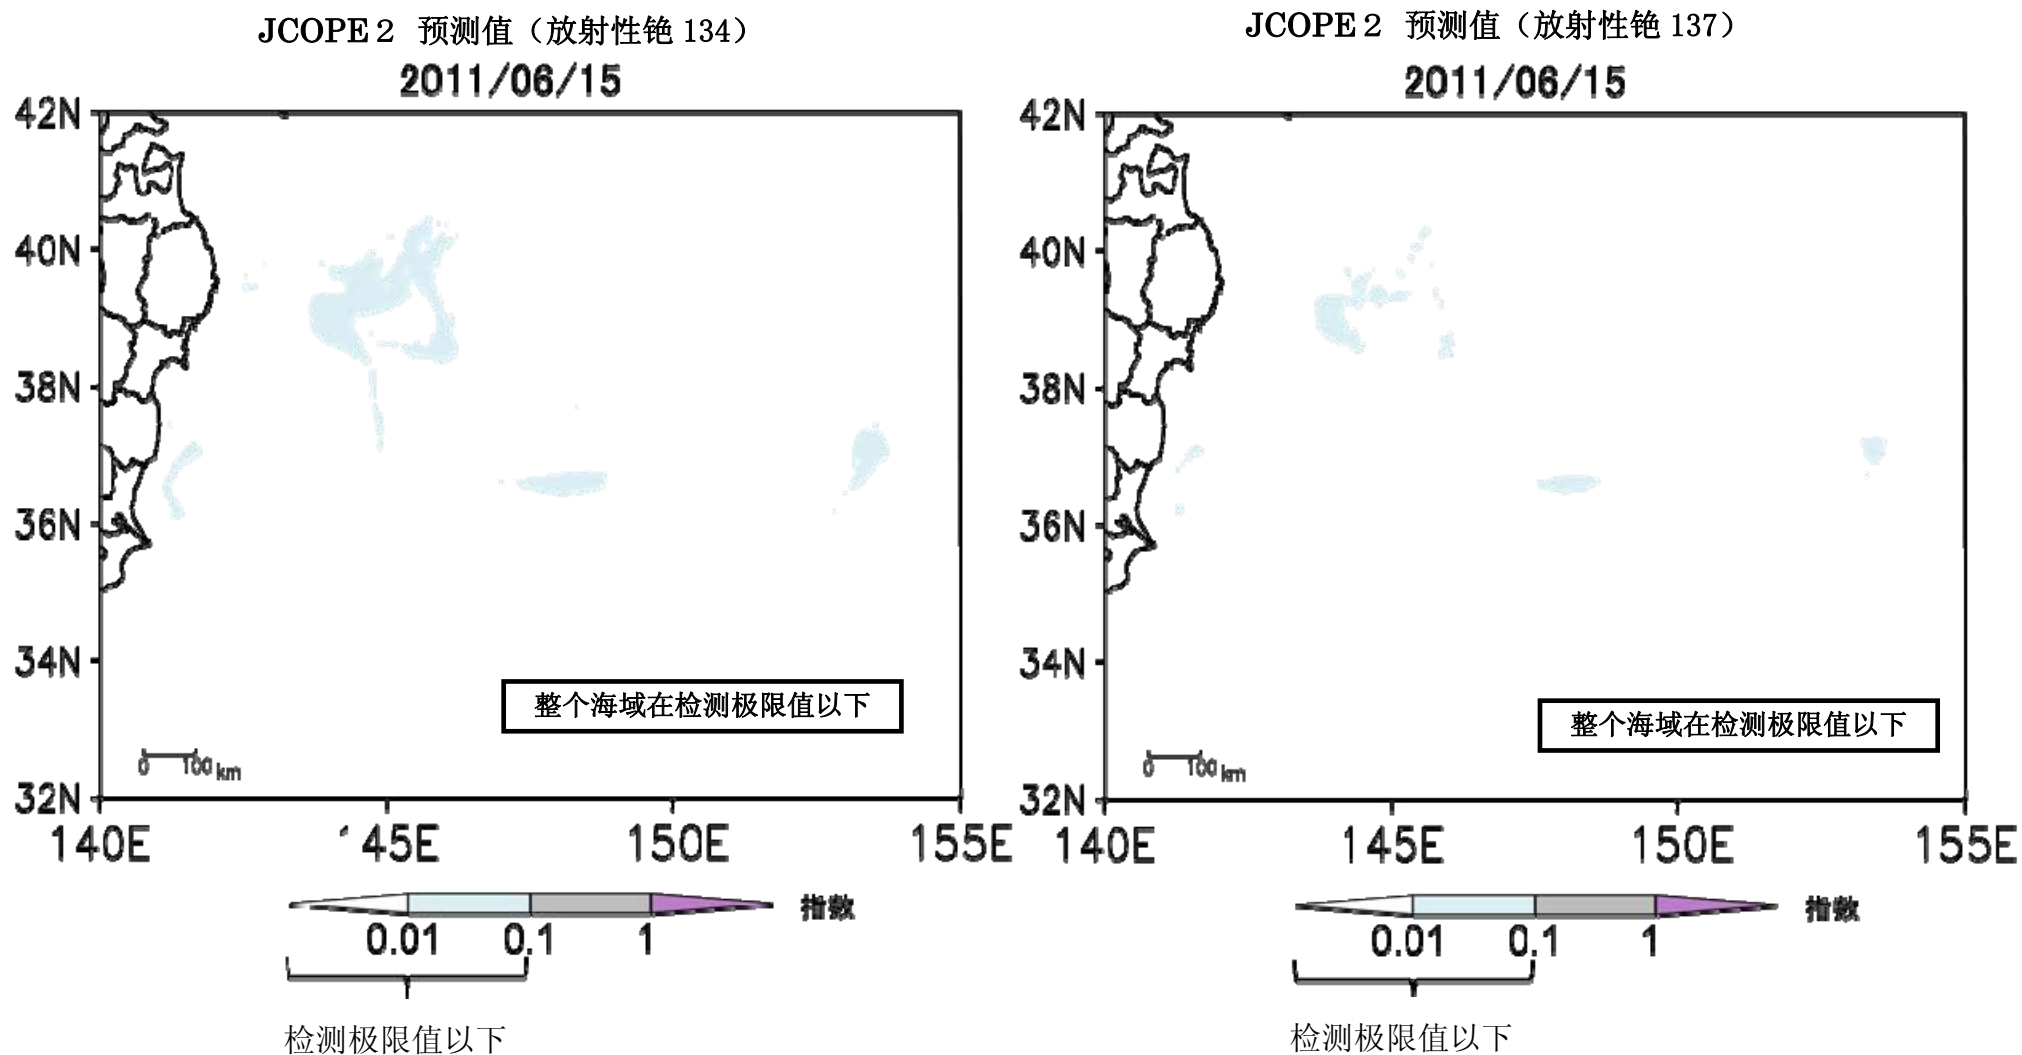 JCOPE２ 预测值（放射性铯 134）
2011/06/15
42N
40N
38N
36N
34N
32N
140E
45E
150E
155E
整个海域在检测极限值以下
0 100 km
0.01 0.1 1 指数
检测极限值以下
JCOPE２ 预测值（放射性铯 137）
2011/06/15
42N
40N
38N
36N
34N
32N
140E
145E
150E
155E
整个海域在检测极限值以下
0 100 km
0.01 0.1 1 指数
检测极限值以下